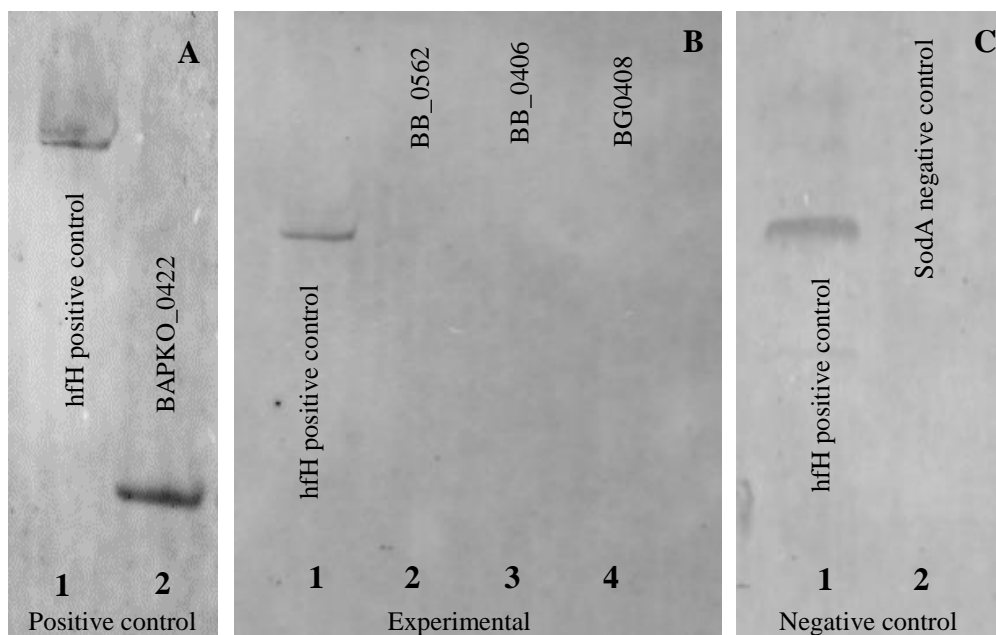 A
hfH positive control
BAPKO_0422
1 2
Positive control
B
BB_0562
BB_0406
BG0408
hfH positive control
1 2 3 4
Experimental
C
SodA negative control
hfH positive control
1 2
Negative control